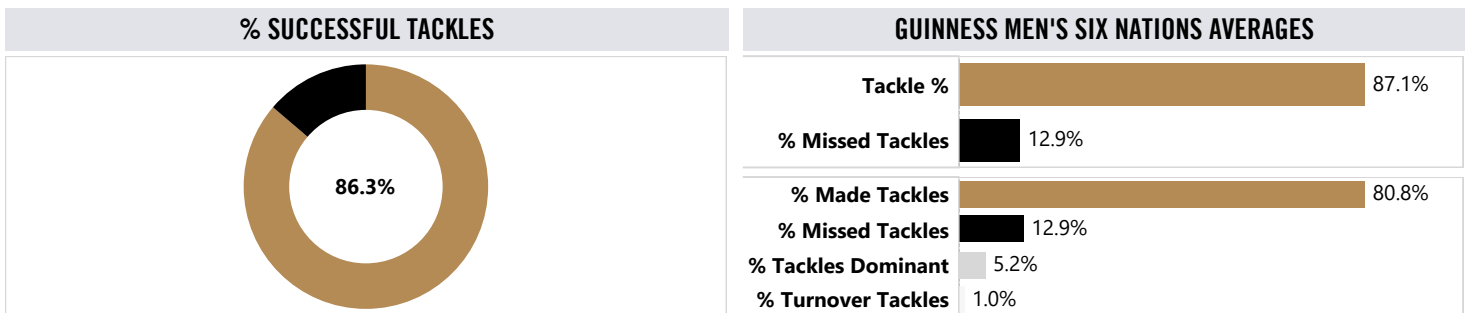 % SUCCESSFUL TACKLES
86.3%
GUINNESS MEN'S SIX NATIONS AVERAGES
Tackle % 87.1%
% Missed Tackles 12.9%
% Made Tackles 80.8%
% Missed Tackles 12.9%
% Tackles Dominant 5.2%
% Turnover Tackles 1.0%